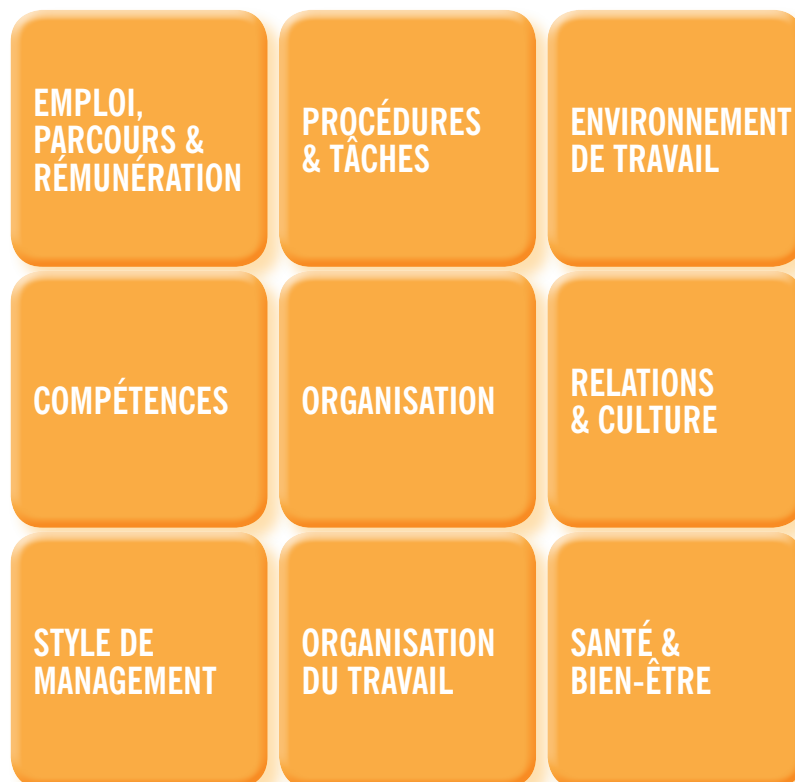 EMPLOI,
PARCOURS &
RÉMUNÉRATION
PROCÉDURES
& TÂCHES
ENVIRONNEMENT
DE TRAVAIL
COMPÉTENCES
ORGANISATION
RELATIONS
& CULTURE
STYLE DE
MANAGEMENT
ORGANISATION
DU TRAVAIL
SANTÉ &
BIEN-ÊTRE